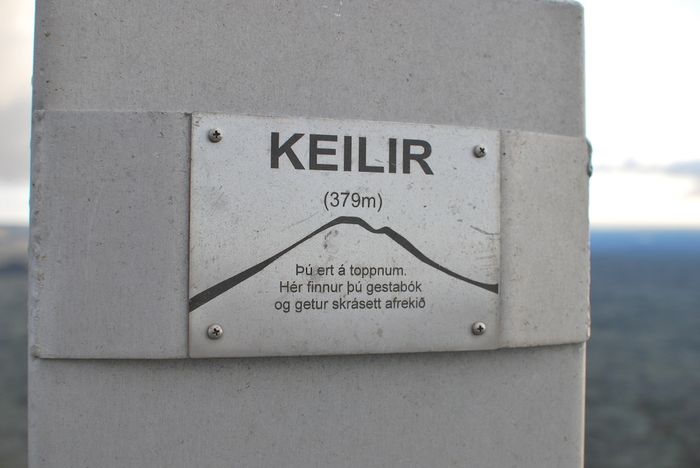 KEILIR
(379m)
Þú ert á toppnum.
Hér finnur þú gestabók
og getur skrásett afrekið